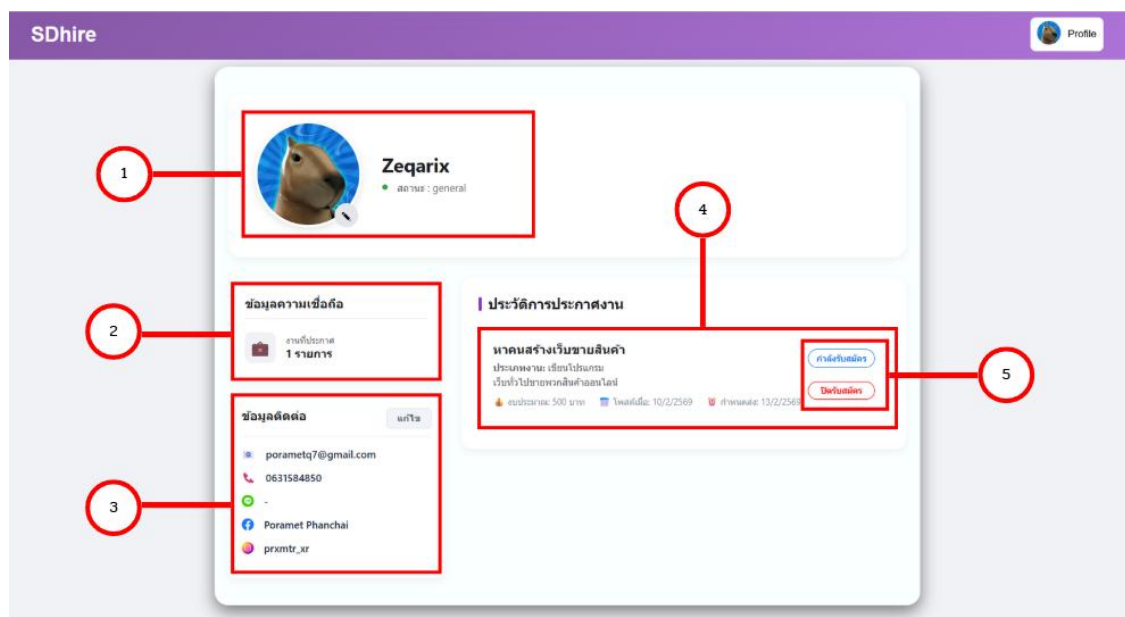 SDhire
Profile
1
Zeqarix
สถานะ : general
4
ข้อมูลความเชื่อถือ
2
งานที่ประกาศ
1 รายการ
ประวัติการประกาศงาน
หาคนสร้างเว็บขายสินค้า
ประเภทงาน: เขียนโปรแกรม
เว็บทั่วไปขายพวกสินค้าออนไลน์
งบประมาณ: 500 บาท โพสต์เมื่อ: 10/2/2569 กำหนดส่ง: 13/2/2569
กำลังรับสมัคร
ปิดรับสมัคร
5
ข้อมูลติดต่อ
แก้ไข
porametq7@gmail.com
0631584850
-
3
Poramet Phanchai
prxmtr_xr